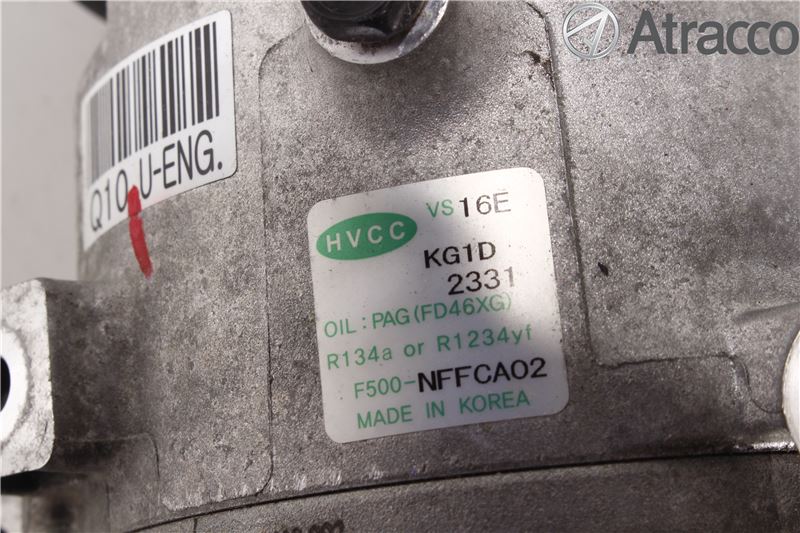 Atracco
Q10 U-ENG.
HVCC
VS16E
KG1D
2331
OIL : PAG(FD46XG)
R134a or R1234yf
F500-NFFCA02
MADE IN KOREA